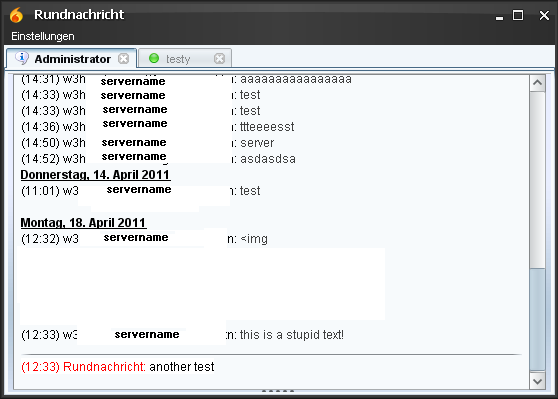 Rundnachricht
Einstellungen
Administrator testy
(14:31) w3h servername n: aaaaaaaaaaaaaaaa
(14:33) w3h servername n: test
(14:33) w3h servername n: test
(14:36) w3h servername n: ttteeeesst
(14:50) w3h servername n: server
(14:52) w3h servername n: asdasdsa
Donnerstag, 14. April 2011
(11:01) w3 servername n: test
Montag, 18. April 2011
(12:32) w3 servername n: <img
(12:33) w3 servername n: this is a stupid text!
(12:33) Rundnachricht: another test